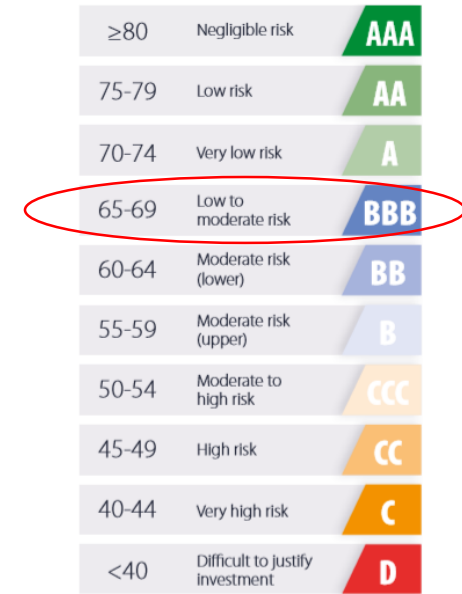 ≥80 Negligible risk AAA
75-79 Low risk AA
70-74 Very low risk A
65-69 Low to
moderate risk BBB
60-64 Moderate risk
(lower) BB
55-59 Moderate risk
(upper) B
50-54 Moderate to
high risk CCC
45-49 High risk CC
40-44 Very high risk C
<40 Difficult to justify
investment D